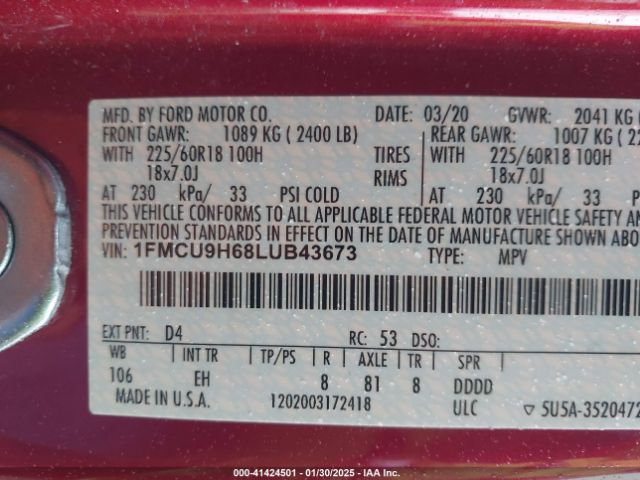 MFD. BY FORD MOTOR CO. DATE: 03/20 GVWR: 2041 KG
FRONT GAWR: 1089 KG ( 2400 LB) REAR GAWR: 1007 KG (
WITH 225/60R18 100H TIRES WITH 225/60R18 100H
18x7.0J RIMS 18x7.0J
AT 230 kPa/ 33 PSI COLD AT 230 kPa/ 33
THIS VEHICLE CONFORMS TO ALL APPLICABLE FEDERAL MOTOR VEHICLE SAFETY AN
PREVENTION STANDARDS IN EFFECT ON THE DATE OF MANUFACTURE SHOWN ABO
VIN: 1FMCU9H68LUB43673 TYPE: MPV
EXT PNT: D4 RC: 53 DSO:
WB INT TR TP/PS R AXLE TR SPR
106 EH 8 81 8 DDDD
MADE IN U.S.A. 1202003172418 ULC ▽ 5U5A-3520472
000-41424501 - 01/30/2025 - IAA Inc.